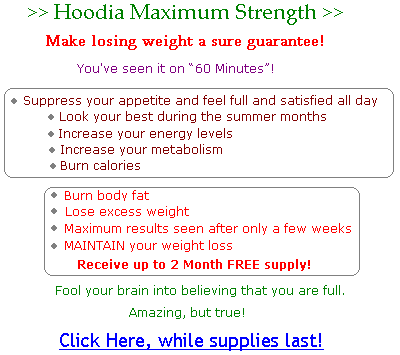 >> Hoodia Maximum Strength >>
Make losing weight a sure guarantee!
You've seen it on “60 Minutes”!
Suppress your appetite and feel full and satisfied all day
Look your best during the summer months
Increase your energy levels
Increase your metabolism
Burn calories
Burn body fat
Lose excess weight
Maximum results seen after only a few weeks
MAINTAIN your weight loss
Receive up to 2 Month FREE supply!
Fool your brain into believing that you are full.
Amazing, but true!
Click Here, while supplies last!